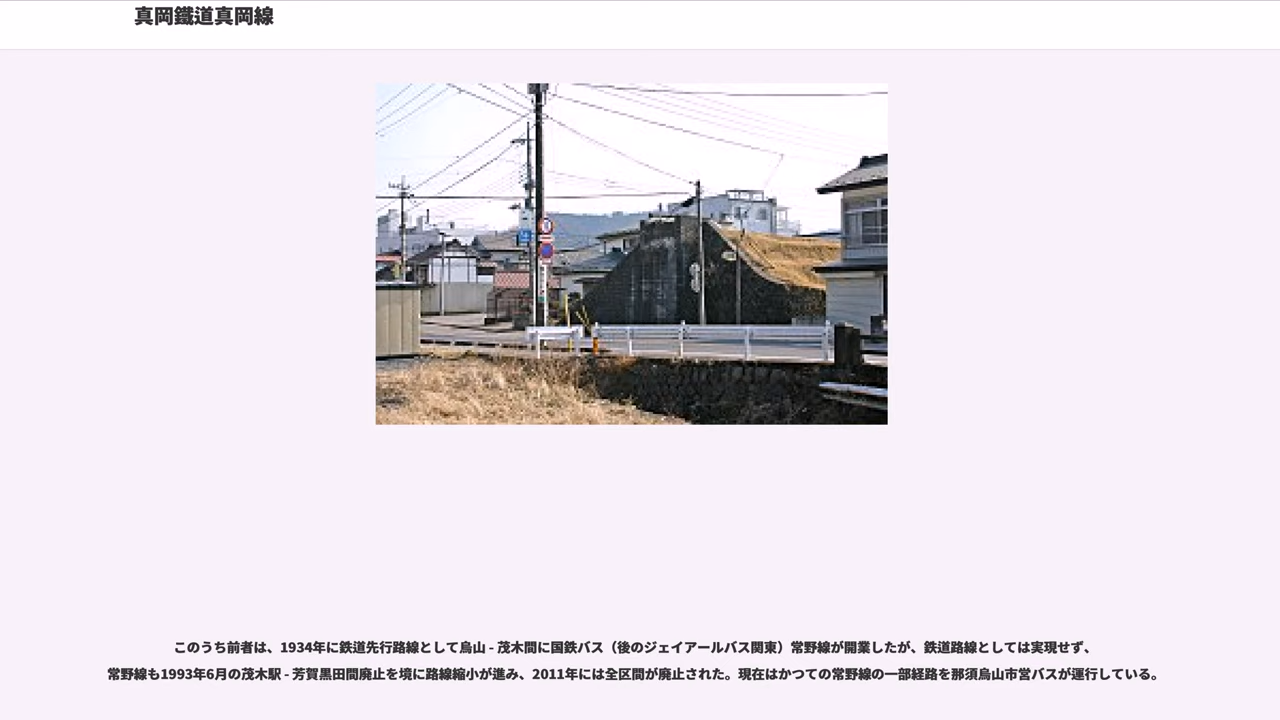 真岡鐵道真岡線
このうち前者は、1934年に鉄道先行路線として烏山 - 茂木間に国鉄バス（後のジェイアールバス関東）常野線が開業したが、鉄道路線としては実現せず、
常野線も1993年6月の茂木駅 - 芳賀黒田間廃止を境に路線縮小が進み、2011年には全区間が廃止された。現在はかつての常野線の一部経路を那須烏山市営バスが運行している。